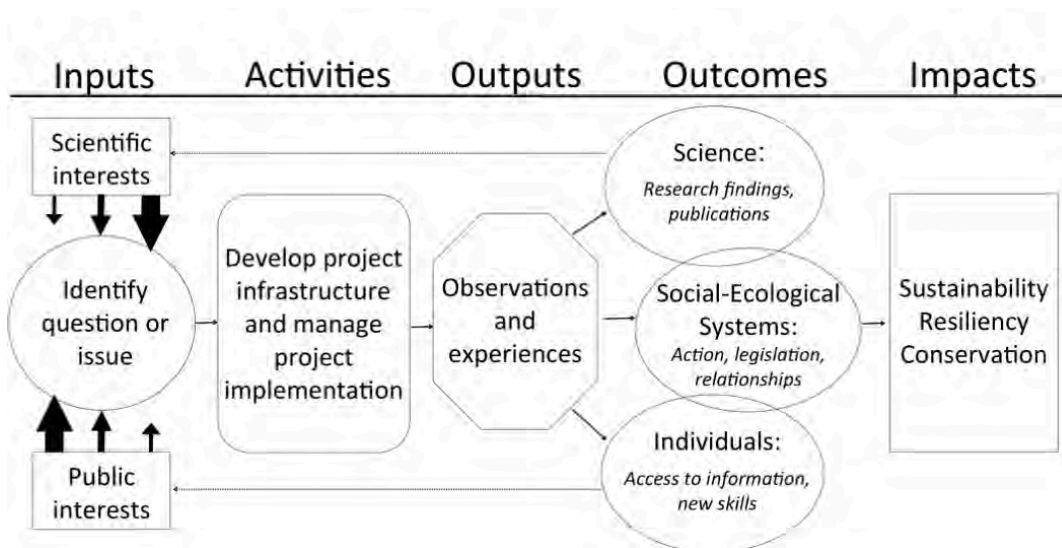 Inputs
Activities
Outputs
Outcomes
Impacts
Scientific
interests
Identify
question or
issue
Public
interests
Develop project
infrastructure
and manage
project
implementation
Observations
and
experiences
Science:
Research findings,
publications
Social-Ecological
Systems:
Action, legislation,
relationships
Individuals:
Access to information,
new skills
Sustainability
Resiliency
Conservation